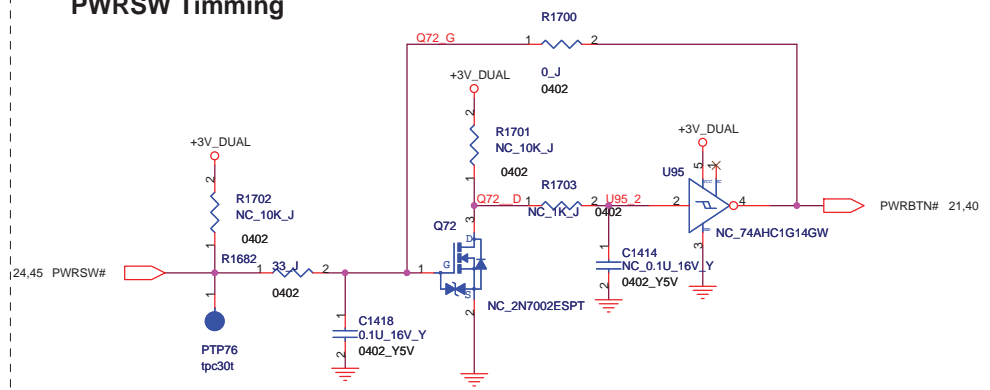 PWRSW Timming
R1700
Q72_G
1
2
0_J
0402
+3V_DUAL
2
R1701
NC_10K_J
0402
1
+3V_DUAL
U95
5
1
+3V_DUAL
2
R1702
NC_10K_J
0402
1
Q72__D
1
R1703
2
NC_1K_J
0402
U95_2
2
4
PWRBTN# 21,40
3
NC_74AHC1G14GW
Q72
3
D
G
S
1
2
NC_2N7002ESPT
24,45 PWRSW#
R1682
1
33_J
2
0402
1
PTP76
tpc30t
1
C1418
0.1U_16V_Y
0402_Y5V
2
1
C1414
NC_0.1U_16V_Y
0402_Y5V
2